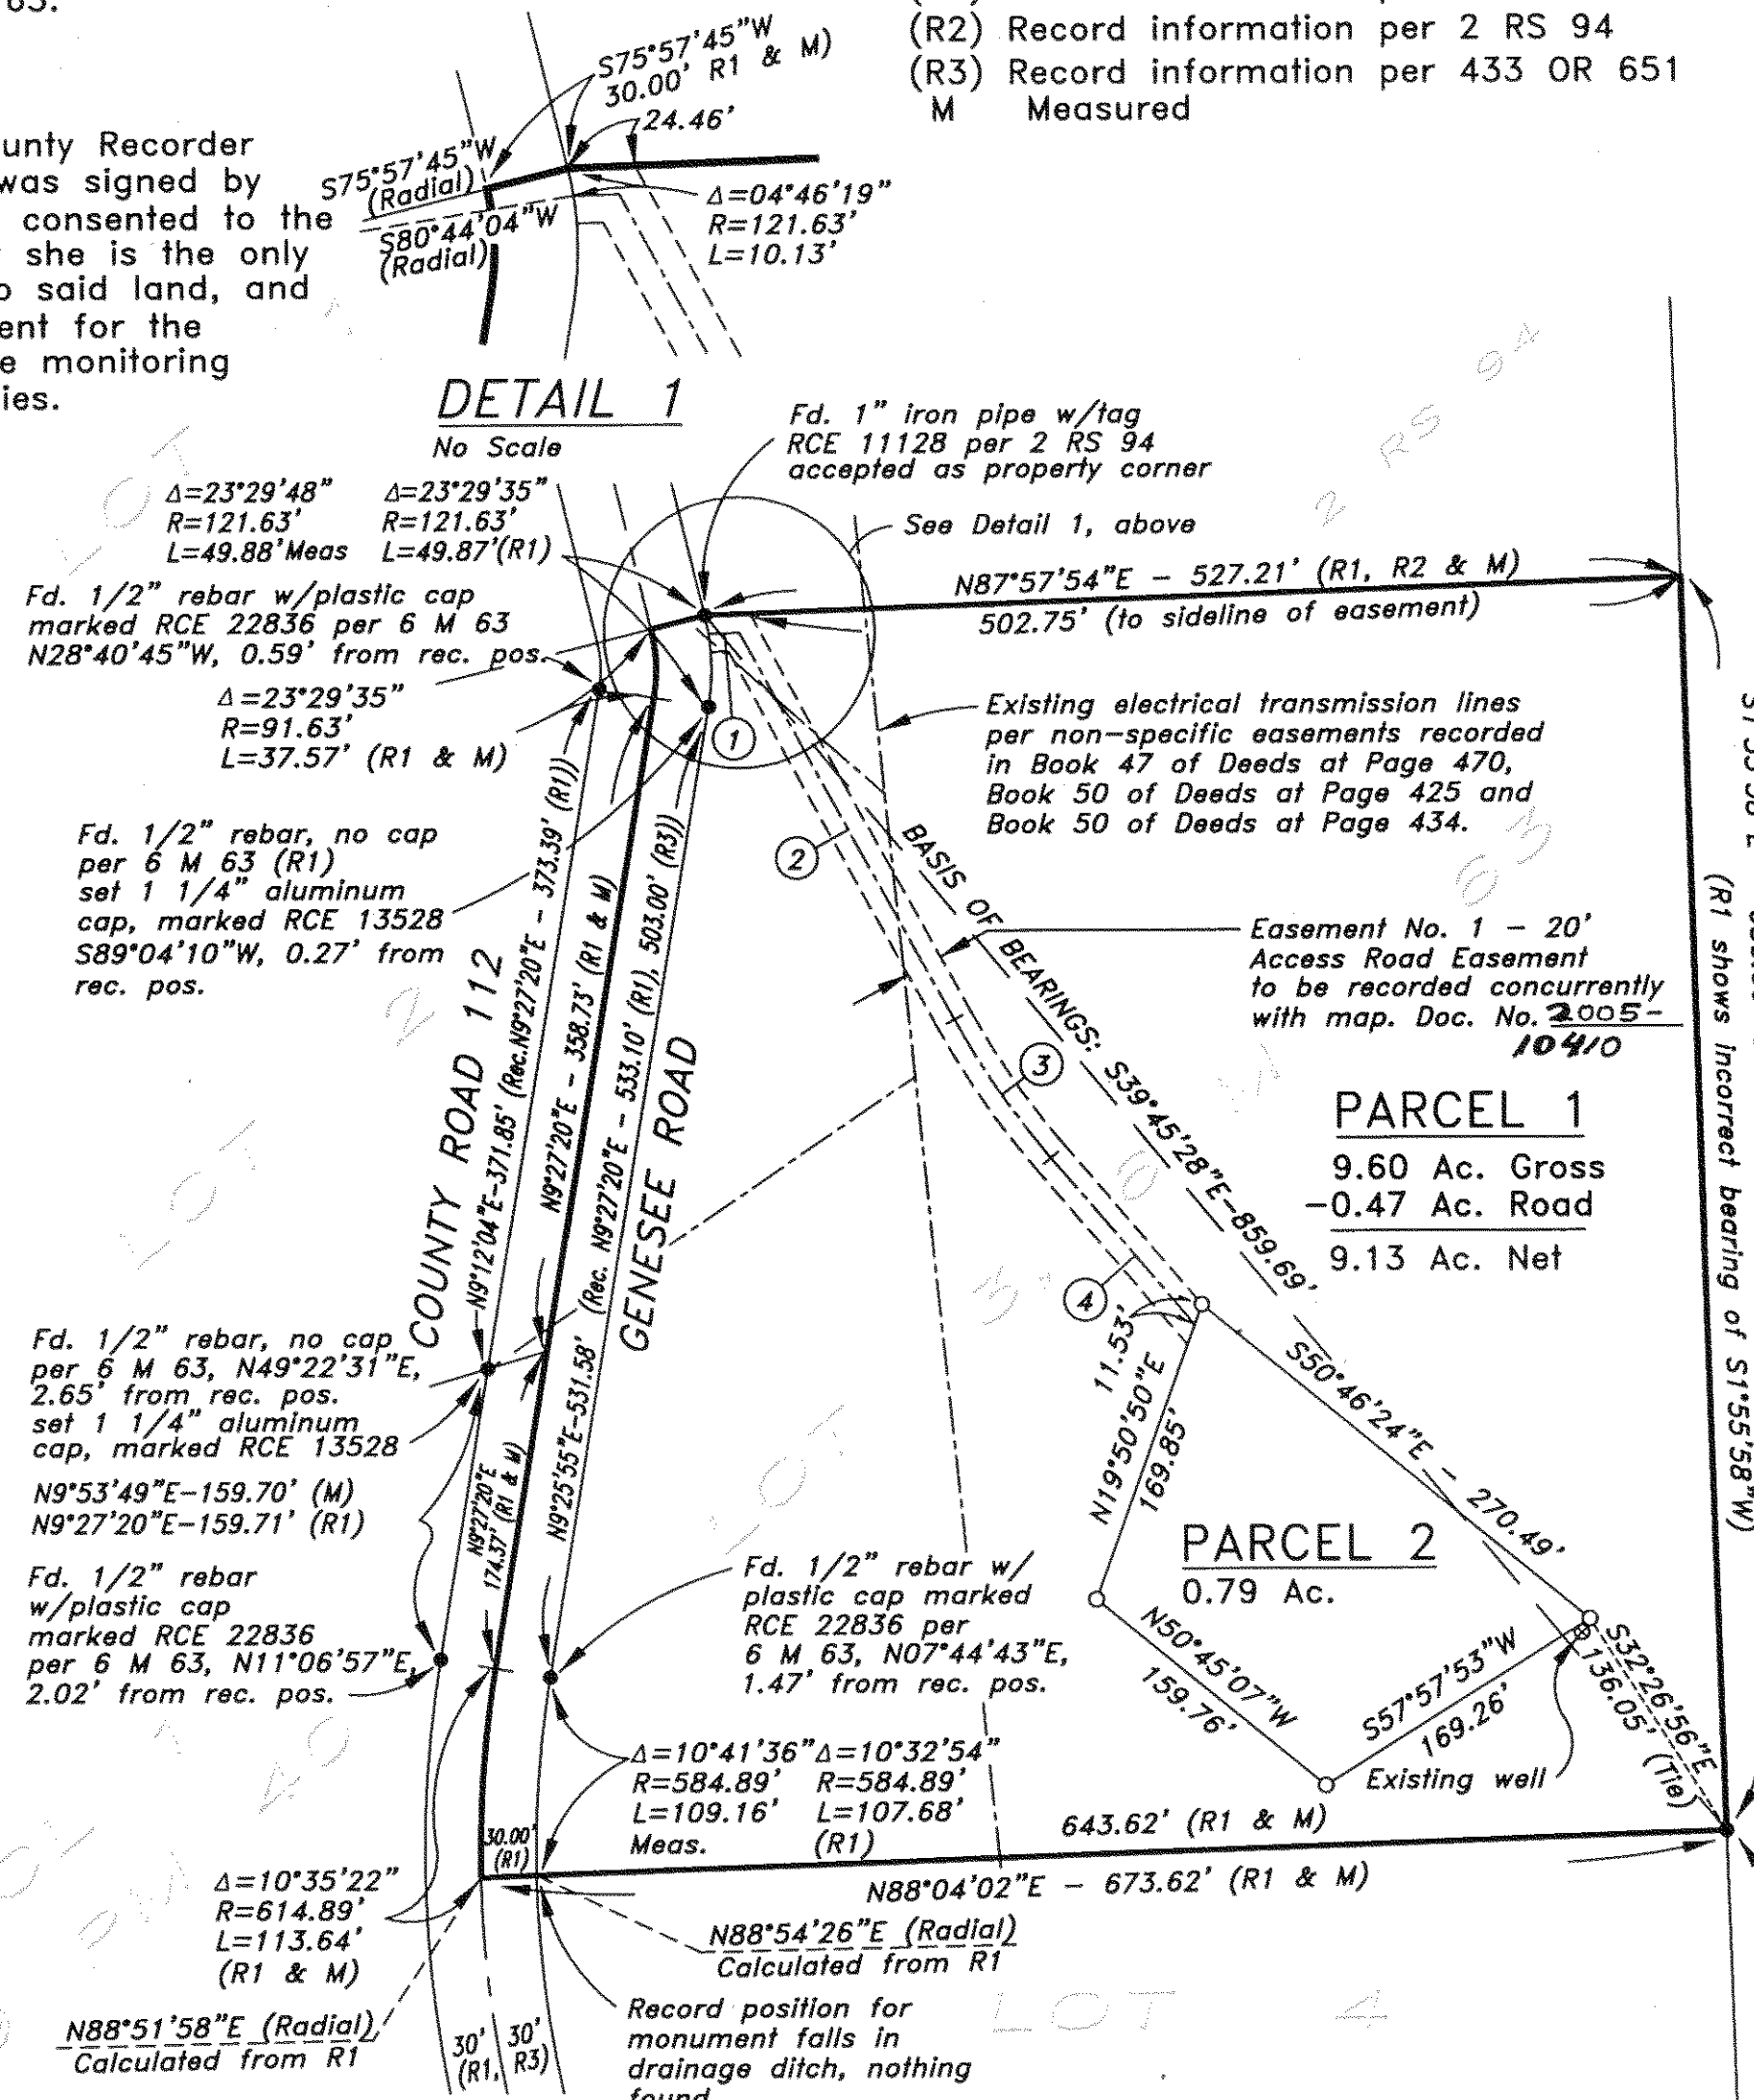 63.
(R2) Record information per 2 RS 94
(R3) Record information per 433 OR 651
M Measured
unty Recorder
was signed by
consented to the
she is the only
said land, and
ent for the
e monitoring
ies.
S75°57'45"W
30.00' R1 & M)
24.46'
S75°57'45"W
(Radial)
S80°44'04"W
(Radial)
Δ=04°46'19"
R=121.63'
L=10.13'
DETAIL 1
No Scale
Fd. 1" iron pipe w/tag
RCE 11128 per 2 RS 94
accepted as property corner
See Detail 1, above
Δ=23°29'48"
R=121.63'
L=49.88'Meas
Δ=23°29'35"
R=121.63'
L=49.87'(R1)
N87°57'54"E - 527.21' (R1, R2 & M)
502.75' (to sideline of easement)
Fd. 1/2" rebar w/plastic cap
marked RCE 22836 per 6 M 63
N28°40'45"W, 0.59' from rec. pos.
Δ=23°29'35"
R=91.63'
L=37.57' (R1 & M)
1
Existing electrical transmission lines
per non-specific easements recorded
in Book 47 of Deeds at Page 470,
Book 50 of Deeds at Page 425 and
Book 50 of Deeds at Page 434.
Fd. 1/2" rebar, no cap
per 6 M 63 (R1)
set 1 1/4" aluminum
cap, marked RCE 13528
S89°04'10"W, 0.27' from
rec. pos.
2
Easement No. 1 - 20'
Access Road Easement
to be recorded concurrently
with map. Doc. No. 2005-
10410
BASIS OF BEARINGS: S39°45'28"E-859.69'
3
4
COUNTY ROAD 112
N9°12'04"E-371.85' (Rec.N9°27'20"E - 373.39' (R1))
N9°27'20"E - 358.73' (R1 & M)
N9°25'55"E-531.58' (Rec. N9°27'20"E - 533.10' (R1), 503.00' (R3))
GENESEE ROAD
PARCEL 1
9.60 Ac. Gross
-0.47 Ac. Road
9.13 Ac. Net
(R1 shows incorrect bearing of S1°55'58"W)
Fd. 1/2" rebar, no cap
per 6 M 63, N49°22'31"E,
2.65' from rec. pos.
set 1 1/4" aluminum
cap, marked RCE 13528
N9°53'49"E-159.70' (M)
N9°27'20"E-159.71' (R1)
N9°27'20"E
174.37' (R1 & M)
11.53'
N19°50'50"E
169.85'
S50°46'24"E - 270.49'
PARCEL 2
0.79 Ac.
N50°45'07"W
159.76'
S57°57'53"W
169.26'
S32°26'56"E
136.05' (Tie)
Existing well
Fd. 1/2" rebar
w/plastic cap
marked RCE 22836
per 6 M 63, N11°06'57"E,
2.02' from rec. pos.
Fd. 1/2" rebar w/
plastic cap marked
RCE 22836 per
6 M 63, N07°44'43"E,
1.47' from rec. pos.
Δ=10°41'36"
R=584.89'
L=109.16'
Meas.
Δ=10°32'54"
R=584.89'
L=107.68'
(R1)
643.62' (R1 & M)
30.00'
(R1)
N88°04'02"E - 673.62' (R1 & M)
Δ=10°35'22"
R=614.89'
L=113.64'
(R1 & M)
N88°54'26"E (Radial)
Calculated from R1
N88°51'58"E (Radial)
Calculated from R1
30' 30'
(R1, R3)
Record position for
monument falls in
drainage ditch, nothing
found
LOT
2
LOT
LOT
LOT 4
2 RS 94
63